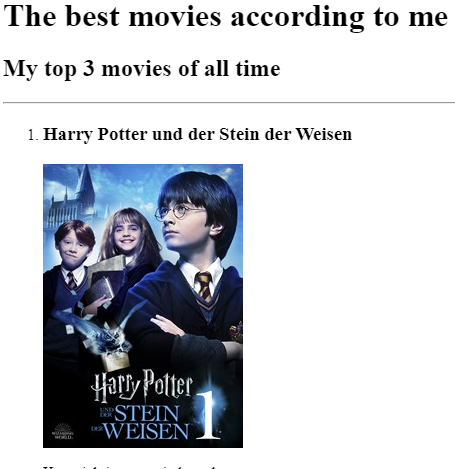 The best movies according to me
My top 3 movies of all time
1. Harry Potter und der Stein der Weisen
Harry Potter
UND DER STEIN
DER WEISEN 1
WIZARDING
WORLD